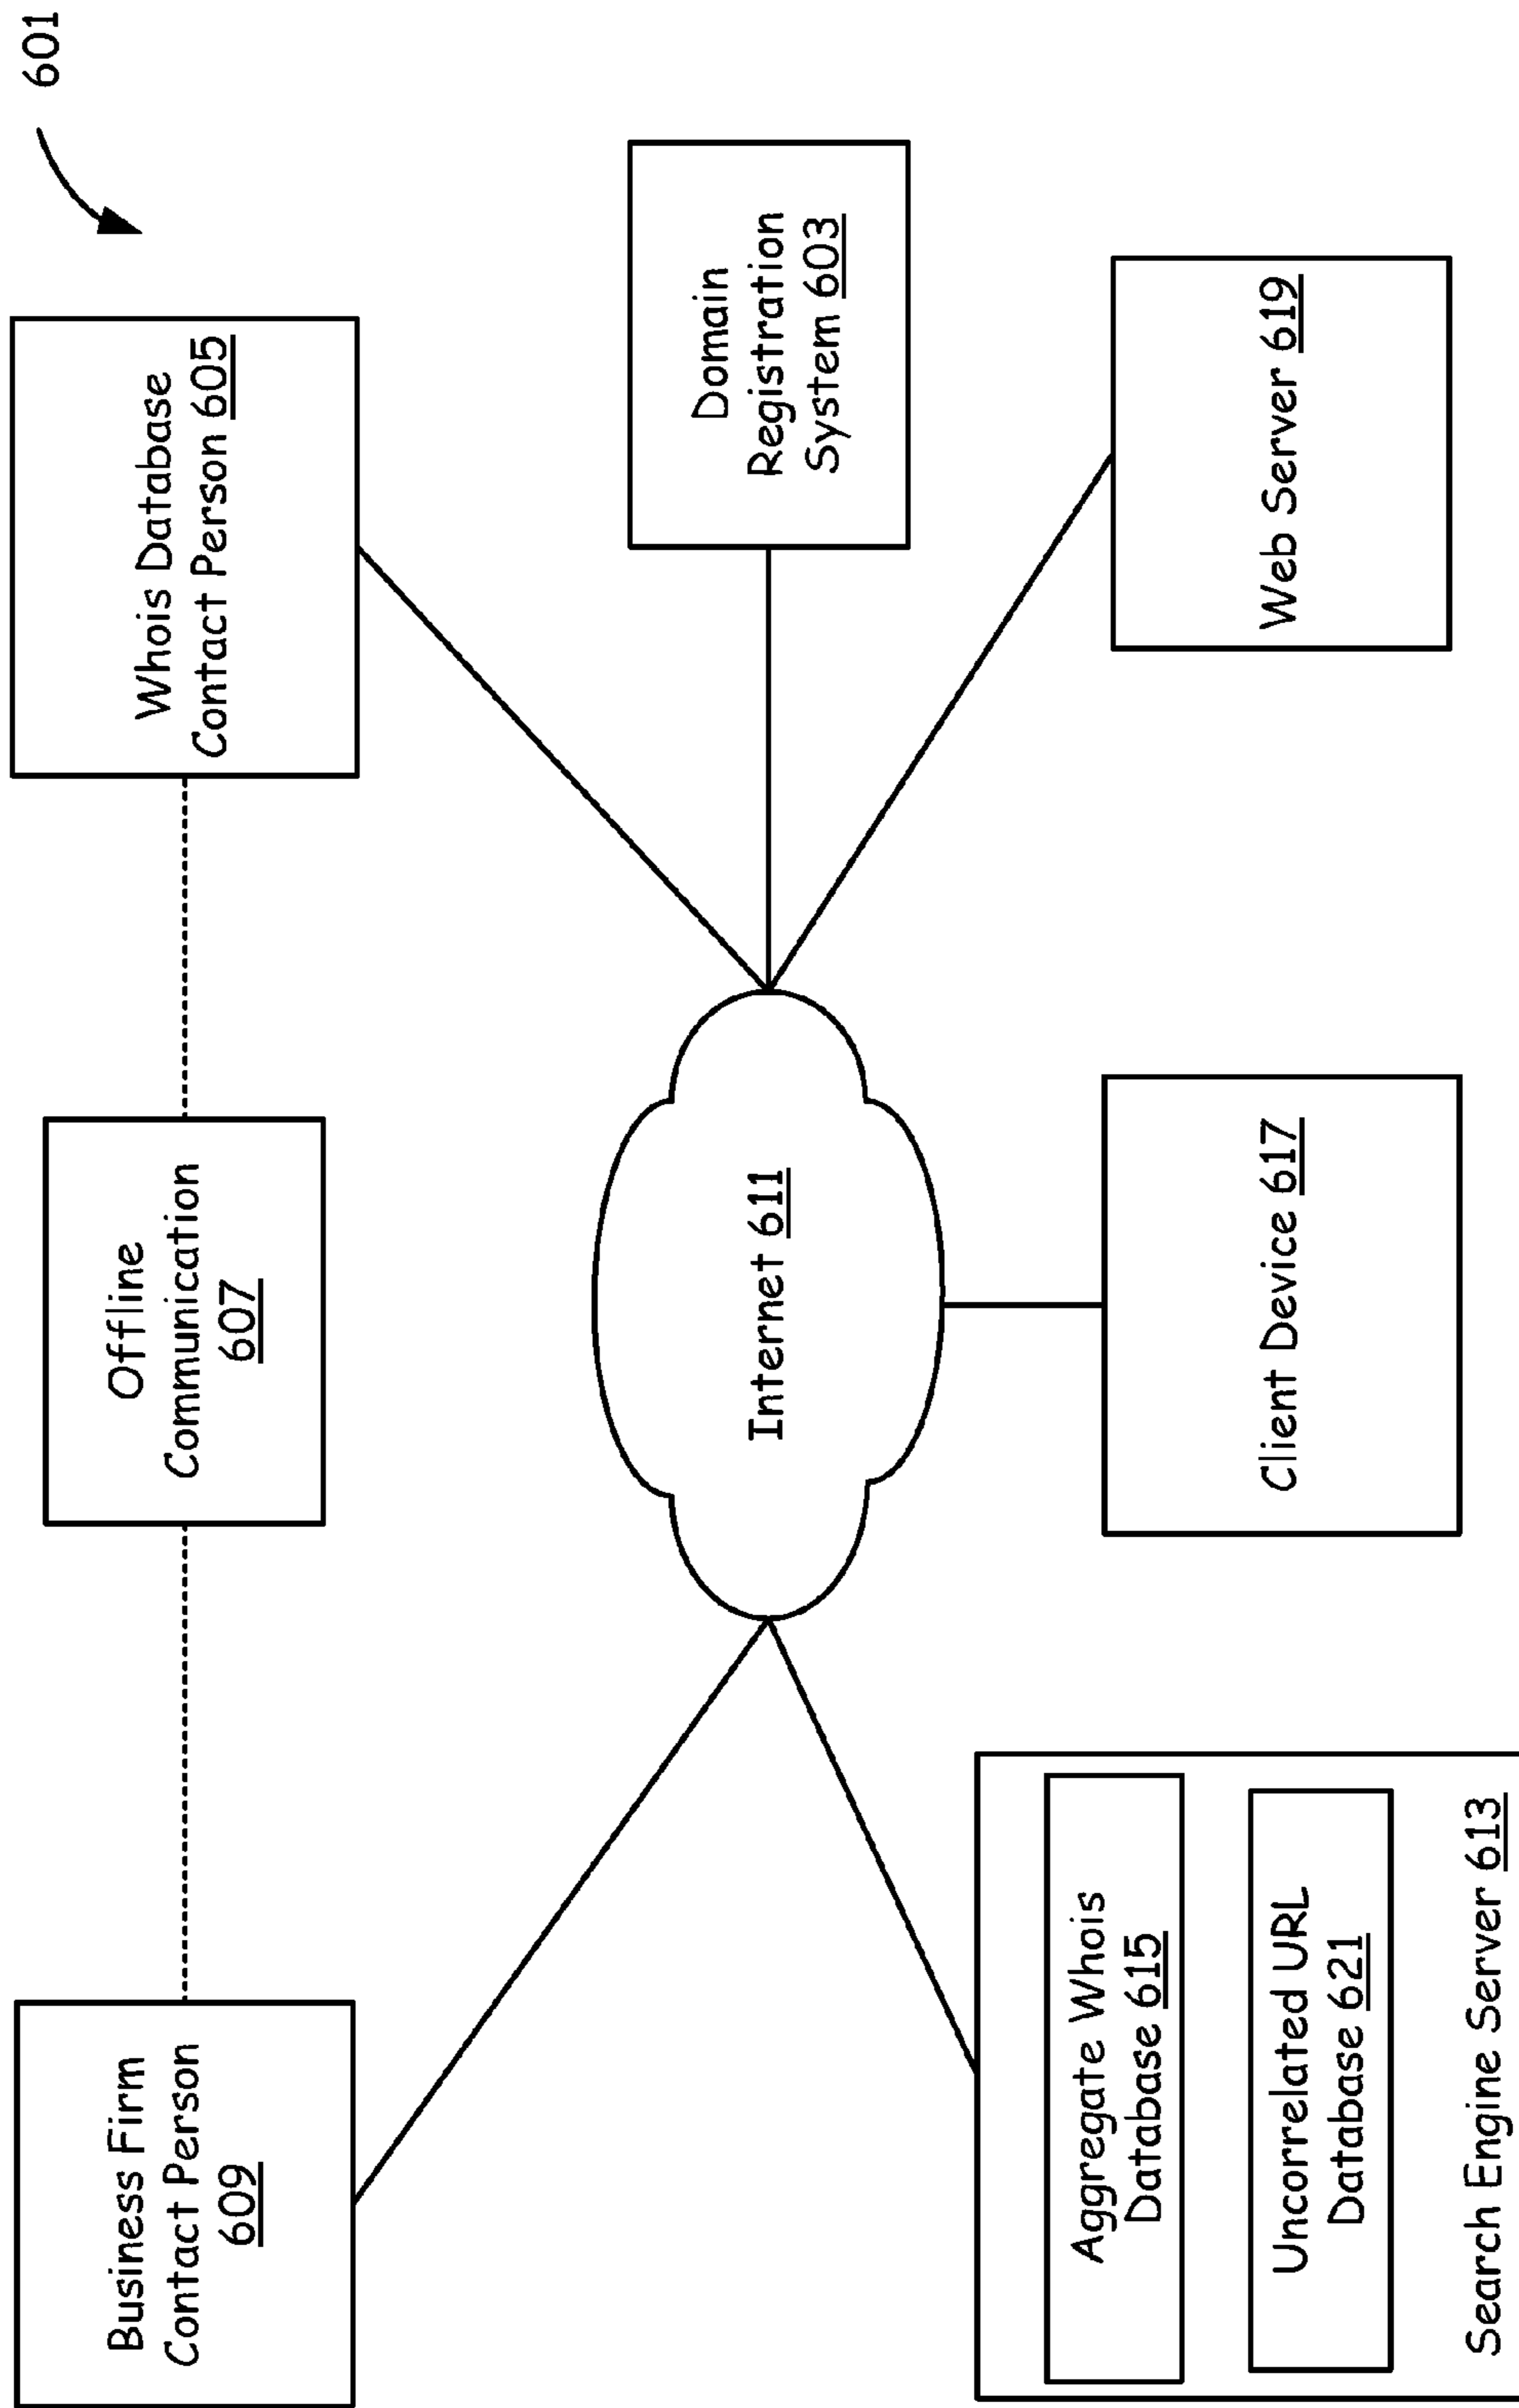 601
Business Firm
Contact Person
609
Offline
Communication
607
Whois Database
Contact Person 605
Internet 611
Domain
Registration
System 603
Aggregate Whois
Database 615
Uncorrelated URL
Database 621
Search Engine Server 613
Client Device 617
Web Server 619